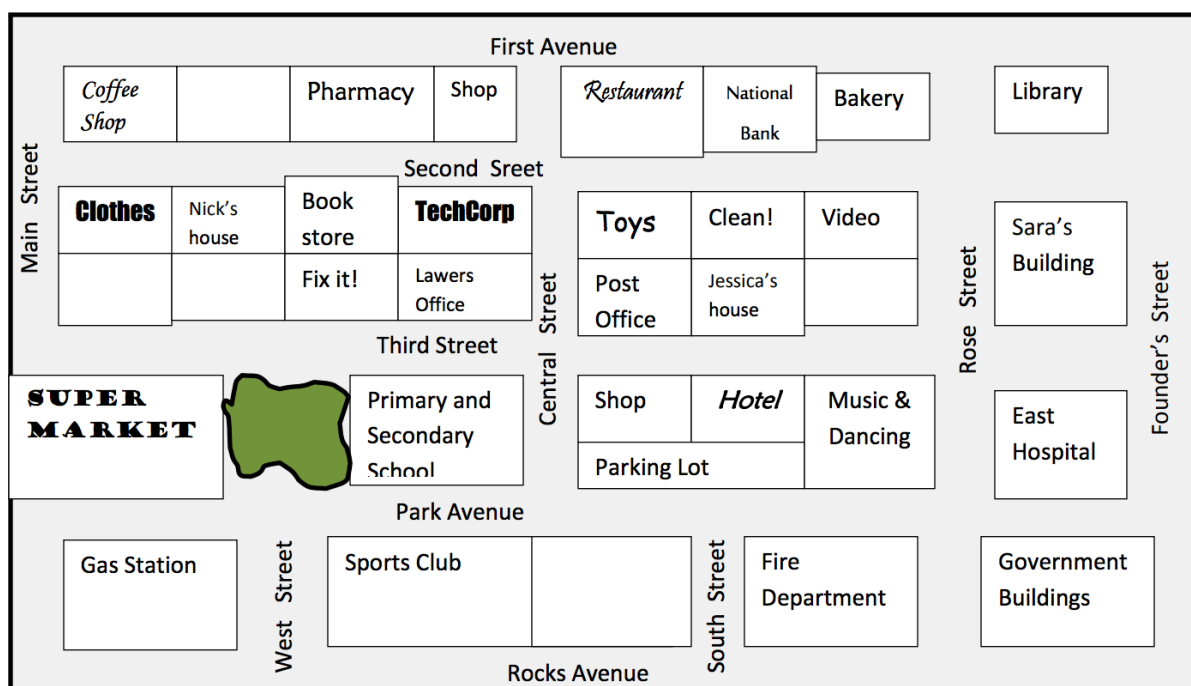 First Avenue
Coffee
Shop
Pharmacy
Shop
Restaurant
National
Bank
Bakery
Library
Main Street
Second Sreet
Clothes
Nick's
house
Book
store
TechCorp
Toys
Clean!
Video
Sara's
Building
Fix it!
Lawers
Office
Central Street
Post
Office
Jessica's
house
Rose Street
Founder's Street
Third Street
SUPER
MARKET
Primary and
Secondary
School
Shop
Hotel
Music &
Dancing
Parking Lot
East
Hospital
Park Avenue
Gas Station
West Street
Sports Club
South Street
Fire
Department
Government
Buildings
Rocks Avenue